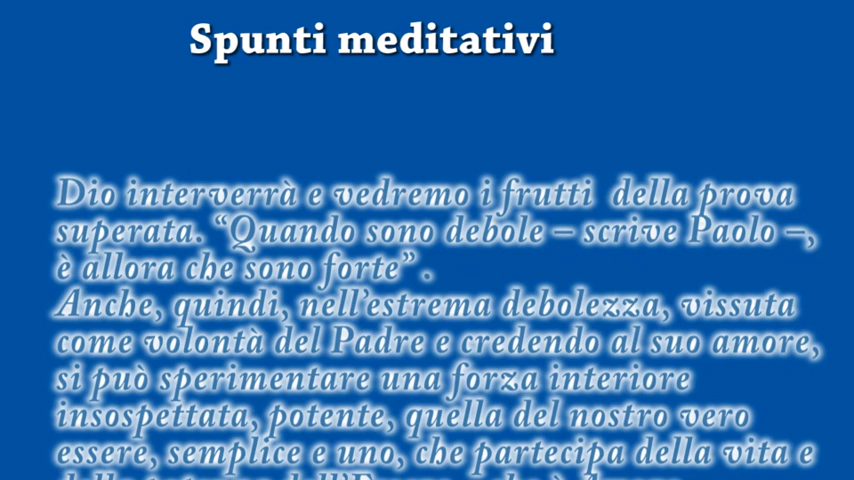 Spunti meditativi
Dio interverrà e vedremo i frutti della prova
superata. “Quando sono debole – scrive Paolo –,
è allora che sono forte” .
Anche, quindi, nell’estrema debolezza, vissuta
come volontà del Padre e credendo al suo amore,
si può sperimentare una forza interiore
insospettata, potente, quella del nostro vero
essere, semplice e uno, che partecipa della vita e